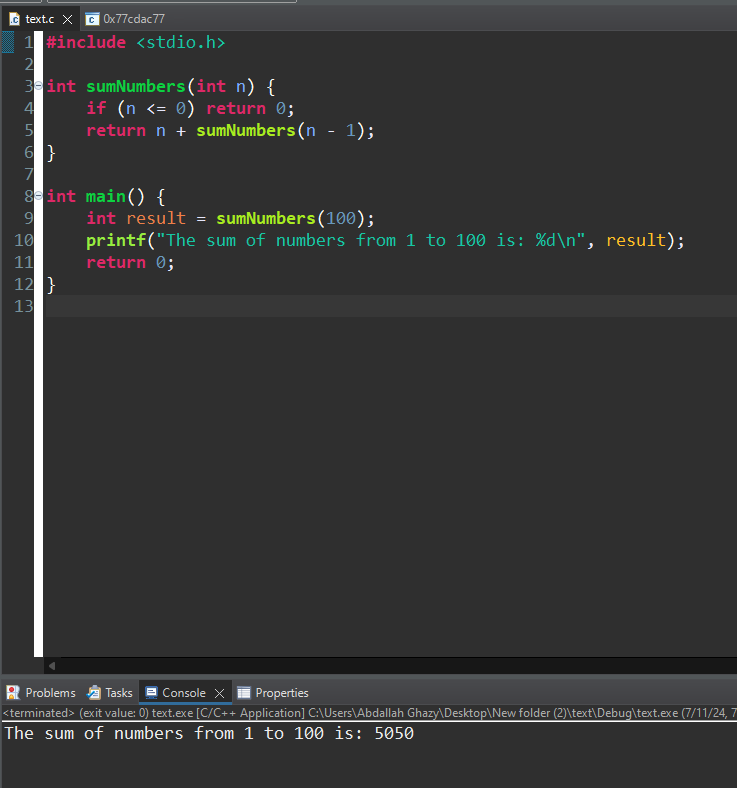 text.c 0x77cdac77
1 #include <stdio.h>
2
3 int sumNumbers(int n) {
4     if (n <= 0) return 0;
5     return n + sumNumbers(n - 1);
6 }
7
8 int main() {
9     int result = sumNumbers(100);
10     printf("The sum of numbers from 1 to 100 is: %d\n", result);
11     return 0;
12 }
13
Problems Tasks Console Properties
<terminated> (exit value: 0) text.exe [C/C++ Application] C:\Users\Abdallah Ghazy\Desktop\New folder (2)\text\Debug\text.exe (7/11/24, 7
The sum of numbers from 1 to 100 is: 5050